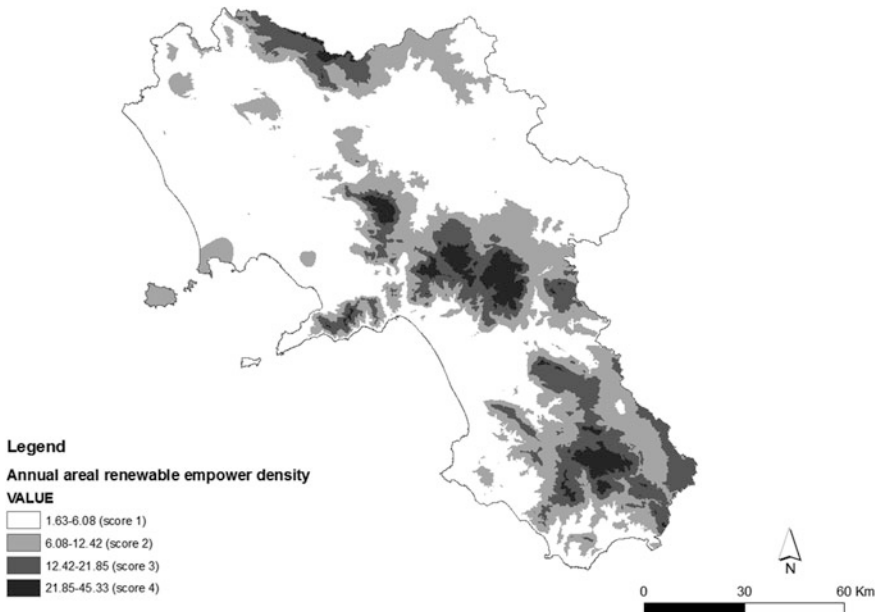 Legend
Annual areal renewable empower density
VALUE
1.63-6.08 (score 1)
6.08-12.42 (score 2)
12.42-21.85 (score 3)
21.85-45.33 (score 4)
N
0 30 60 Km